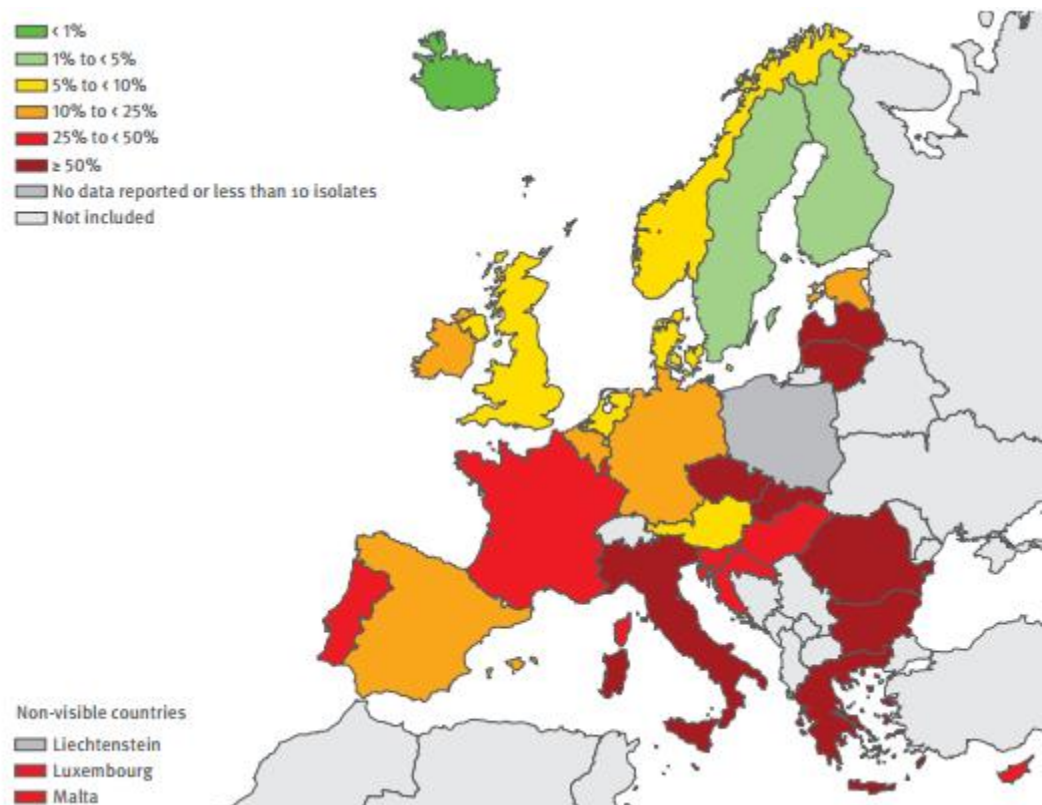 < 1%
1% to < 5%
5% to < 10%
10% to < 25%
25% to < 50%
≥ 50%
No data reported or less than 10 isolates
Not included
Non-visible countries
Liechtenstein
Luxembourg
Malta